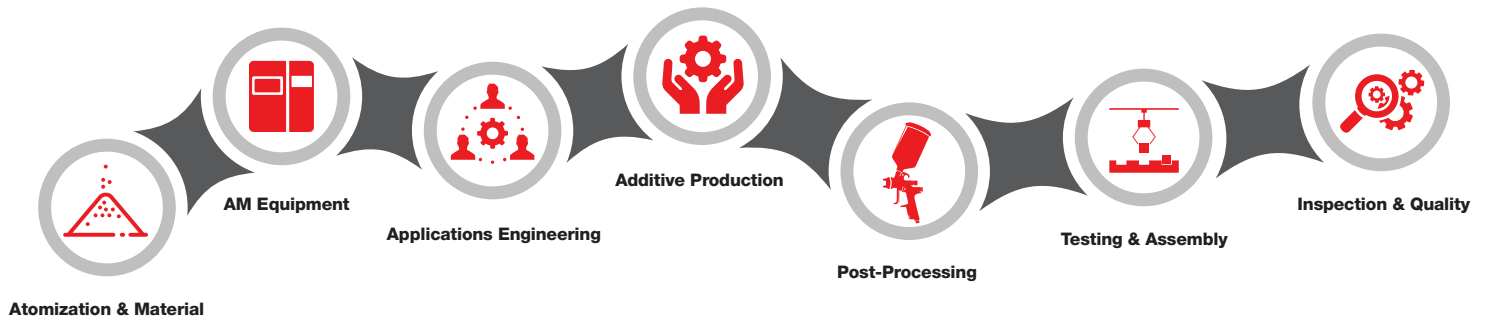 Atomization & Material
AM Equipment
Applications Engineering
Additive Production
Post-Processing
Testing & Assembly
Inspection & Quality